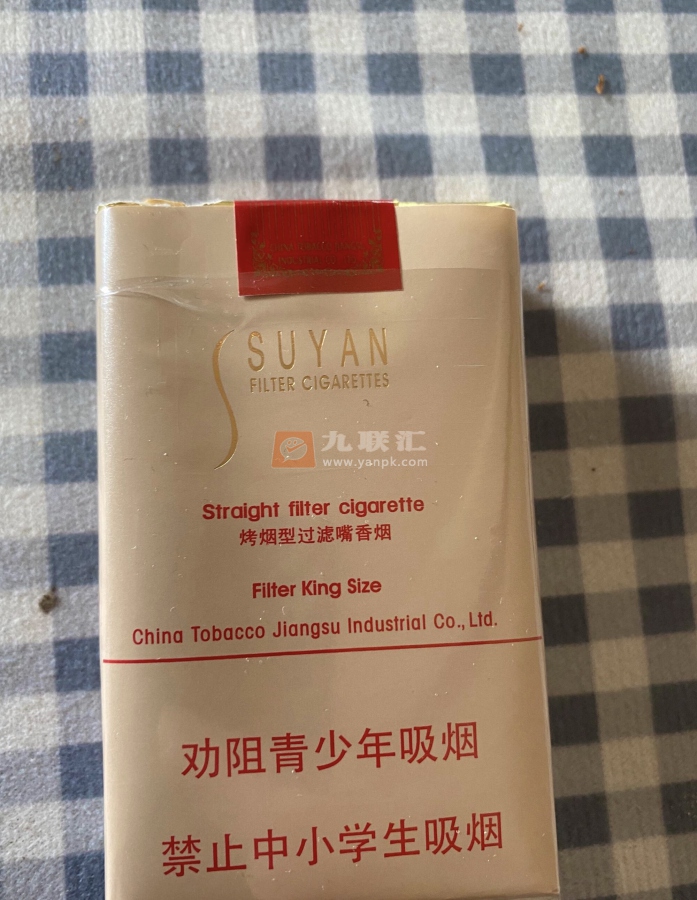 SUYAN
FILTER CIGARETTES
九联汇
www.yanpk.com
Straight filter cigarette
烤烟型过滤嘴香烟
Filter King Size
China Tobacco Jiangsu Industrial Co., Ltd.
劝阻青少年吸烟
禁止中小学生吸烟